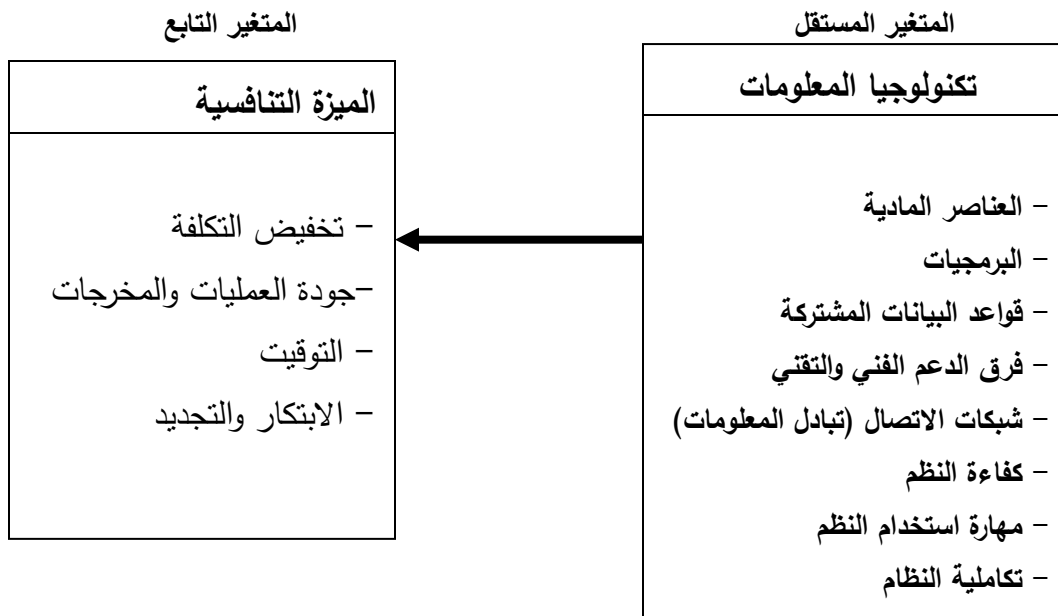 المتغير المستقل
تكنولوجيا المعلومات
- العناصر المادية
- البرمجيات
- قواعد البيانات المشتركة
- فرق الدعم الفني والتقني
- شبكات الاتصال (تبادل المعلومات)
- كفاءة النظم
- مهارة استخدام النظم
- تكاملية النظام
المتغير التابع
الميزة التنافسية
- تخفيض التكلفة
-جودة العمليات والمخرجات
- التوقيت
- الابتكار والتجديد